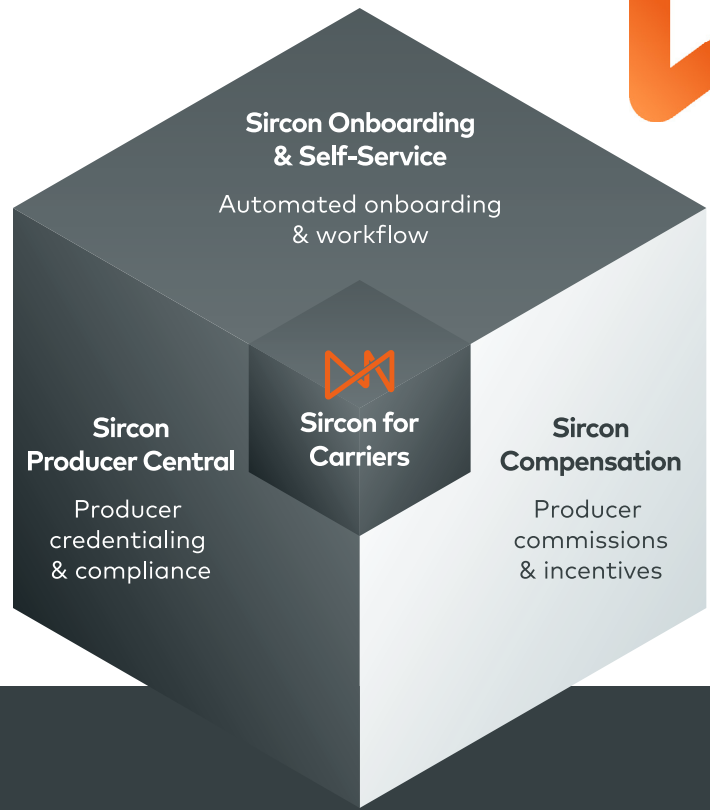 Sircon Onboarding
& Self-Service
Automated onboarding
& workflow
Sircon for
Carriers
Sircon
Producer Central
Producer
credentialing
& compliance
Sircon
Compensation
Producer
commissions
& incentives